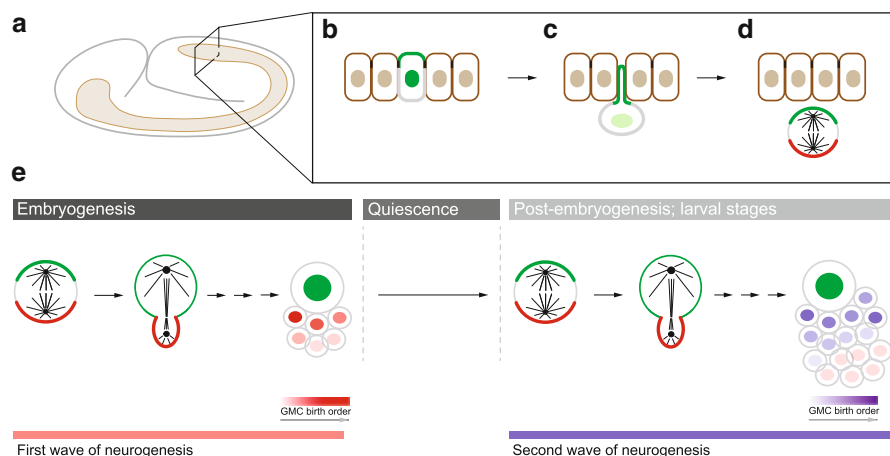 a
b
c
d
e
Embryogenesis
Quiescence
Post-embryogenesis; larval stages
GMC birth order
GMC birth order
First wave of neurogenesis
Second wave of neurogenesis